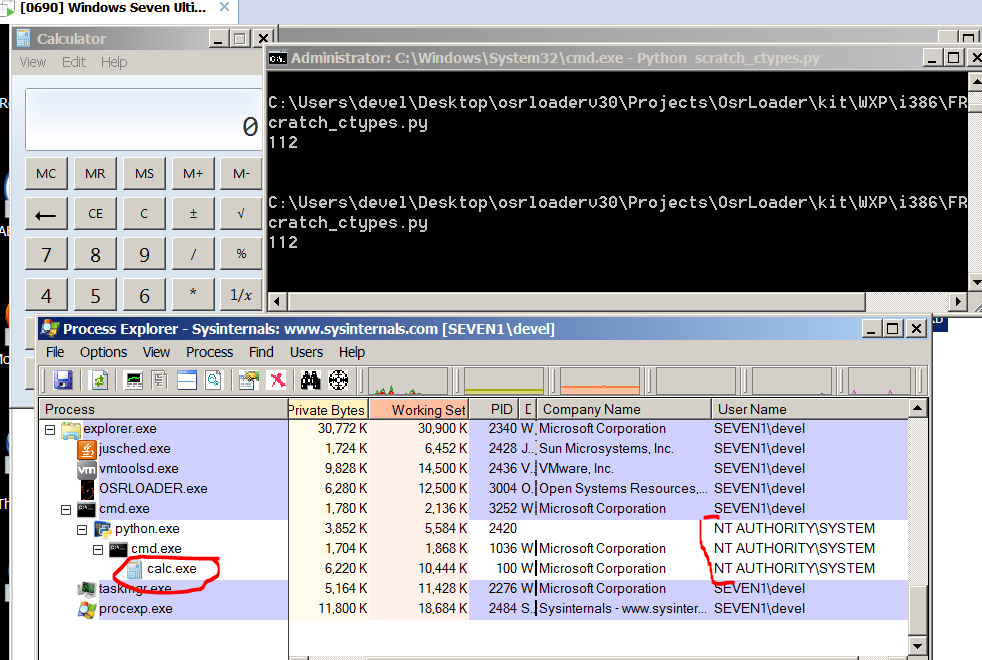 [0690] Windows Seven Ulti...
Calculator
View Edit Help
0
MC MR MS M+ M-
← CE C ± √
7 8 9 / %
4 5 6 * 1/x
Administrator: C:\Windows\System32\cmd.exe - Python scratch_ctypes.py
C:\Users\devel\Desktop\osrloaderv30\Projects\OsrLoader\kit\WXP\i386\FR
cratch_ctypes.py
112
C:\Users\devel\Desktop\osrloaderv30\Projects\OsrLoader\kit\WXP\i386\FR
cratch_ctypes.py
112
Process Explorer - Sysinternals: www.sysinternals.com [SEVEN1\devel]
File Options View Process Find Users Help
Process Private Bytes Working Set PID D Company Name User Name
explorer.exe 30,772 K 30,900 K 2340 W Microsoft Corporation SEVEN1\devel
jusched.exe 1,724 K 6,452 K 2428 J... Sun Microsystems, Inc. SEVEN1\devel
vmtoolsd.exe 9,828 K 14,500 K 2436 V. VMware, Inc. SEVEN1\devel
OSRLOADER.exe 6,280 K 12,500 K 3004 O. Open Systems Resources,... SEVEN1\devel
cmd.exe 1,780 K 2,136 K 3252 W Microsoft Corporation SEVEN1\devel
python.exe 3,852 K 5,584 K 2420 NT AUTHORITY\SYSTEM
cmd.exe 1,704 K 1,868 K 1036 W Microsoft Corporation NT AUTHORITY\SYSTEM
calc.exe 6,220 K 10,444 K 100 W Microsoft Corporation NT AUTHORITY\SYSTEM
taskmgr.exe 5,164 K 11,428 K 2276 W Microsoft Corporation SEVEN1\devel
procexp.exe 11,800 K 18,684 K 2484 S. Sysinternals - www.sysinter... SEVEN1\devel